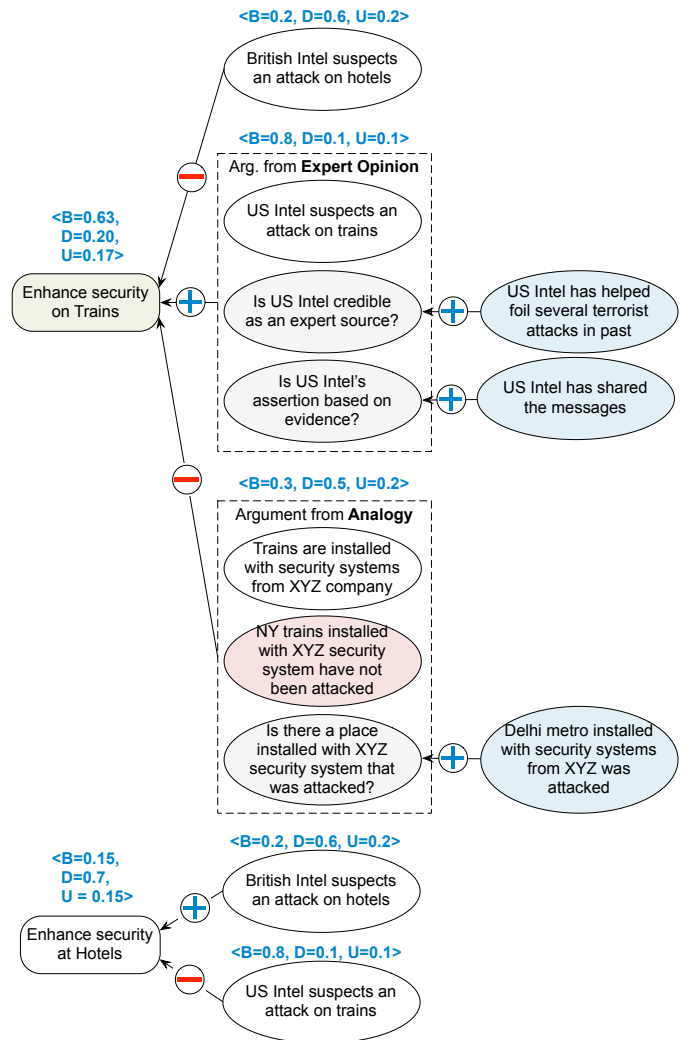 <B=0.2, D=0.6, U=0.2>
British Intel suspects
an attack on hotels
<B=0.8, D=0.1, U=0.1>
Arg. from Expert Opinion
US Intel suspects an
attack on trains
<B=0.63,
D=0.20,
U=0.17>
Enhance security
on Trains
Is US Intel credible
as an expert source?
US Intel has helped
foil several terrorist
attacks in past
Is US Intel's
assertion based on
evidence?
US Intel has shared
the messages
<B=0.3, D=0.5, U=0.2>
Argument from Analogy
Trains are installed
with security systems
from XYZ company
NY trains installed
with XYZ security
system have not
been attacked
Is there a place
installed with XYZ
security system that
was attacked?
Delhi metro installed
with security systems
from XYZ was
attacked
<B=0.2, D=0.6, U=0.2>
<B=0.15,
D=0.7,
U = 0.15>
British Intel suspects
an attack on hotels
Enhance security
at Hotels
<B=0.8, D=0.1, U=0.1>
US Intel suspects an
attack on trains